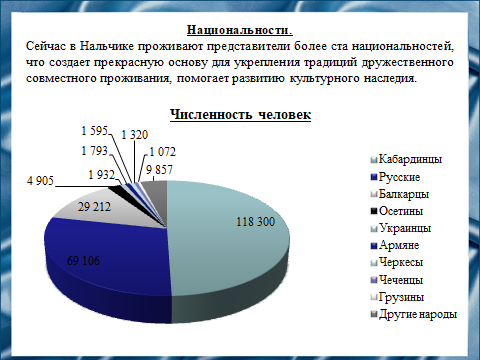 Национальности.
Сейчас в Нальчике проживают представители более ста национальностей,
что создает прекрасную основу для укрепления традиций дружественного
совместного проживания, помогает развитию культурного наследия.
Численность человек
1 595
1 320
1 793
1 072
4 905
1 932
9 857
29 212
118 300
69 106
Кабардинцы
Русские
Балкарцы
Осетины
Украинцы
Армяне
Черкесы
Чеченцы
Грузины
Другие народы